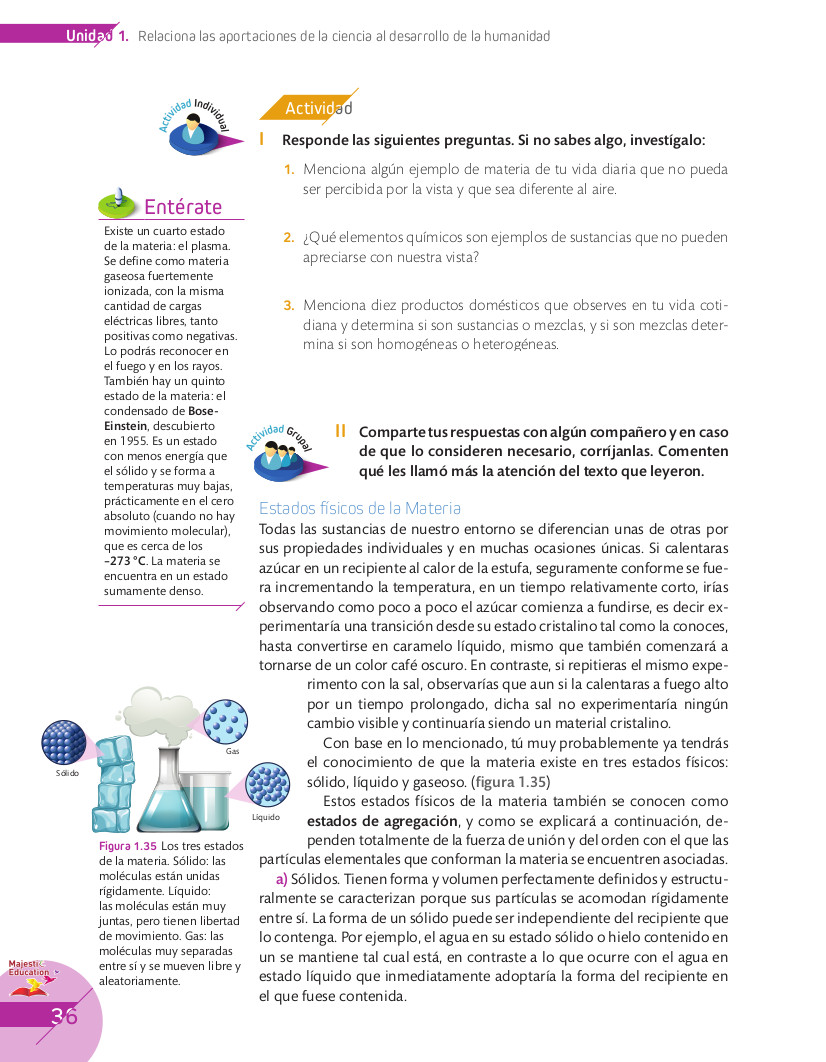 Unidad 1. Relaciona las aportaciones de la ciencia al desarrollo de la humanidad
Actividad Individual
Actividad
I Responde las siguientes preguntas. Si no sabes algo, investígalo:
1. Menciona algún ejemplo de materia de tu vida diaria que no pueda
ser percibida por la vista y que sea diferente al aire.
2. ¿Qué elementos químicos son ejemplos de sustancias que no pueden
apreciarse con nuestra vista?
3. Menciona diez productos domésticos que observes en tu vida coti-
diana y determina si son sustancias o mezclas, y si son mezclas deter-
mina si son homogéneas o heterogéneas.
Entérate
Existe un cuarto estado
de la materia: el plasma.
Se define como materia
gaseosa fuertemente
ionizada, con la misma
cantidad de cargas
eléctricas libres, tanto
positivas como negativas.
Lo podrás reconocer en
el fuego y en los rayos.
También hay un quinto
estado de la materia: el
condensado de Bose-
Einstein, descubierto
en 1955. Es un estado
con menos energía que
el sólido y se forma a
temperaturas muy bajas,
prácticamente en el cero
absoluto (cuando no hay
movimiento molecular),
que es cerca de los
–273 °C. La materia se
encuentra en un estado
sumamente denso.
Actividad Grupal
II Comparte tus respuestas con algún compañero y en caso
de que lo consideren necesario, corríjanlas. Comenten
qué les llamó más la atención del texto que leyeron.
Estados físicos de la Materia
Todas las sustancias de nuestro entorno se diferencian unas de otras por
sus propiedades individuales y en muchas ocasiones únicas. Si calentaras
azúcar en un recipiente al calor de la estufa, seguramente conforme se fue-
ra incrementando la temperatura, en un tiempo relativamente corto, irías
observando como poco a poco el azúcar comienza a fundirse, es decir ex-
perimentaría una transición desde su estado cristalino tal como la conoces,
hasta convertirse en caramelo líquido, mismo que también comenzará a
tornarse de un color café oscuro. En contraste, si repitieras el mismo expe-
rimento con la sal, observarías que aun si la calentaras a fuego alto
por un tiempo prolongado, dicha sal no experimentaría ningún
cambio visible y continuaría siendo un material cristalino.
Con base en lo mencionado, tú muy probablemente ya tendrás
el conocimiento de que la materia existe en tres estados físicos:
sólido, líquido y gaseoso. (figura 1.35)
Estos estados físicos de la materia también se conocen como
estados de agregación, y como se explicará a continuación, de-
penden totalmente de la fuerza de unión y del orden con el que las
partículas elementales que conforman la materia se encuentren asociadas.
a) Sólidos. Tienen forma y volumen perfectamente definidos y estructu-
ralmente se caracterizan porque sus partículas se acomodan rígidamente
entre sí. La forma de un sólido puede ser independiente del recipiente que
lo contenga. Por ejemplo, el agua en su estado sólido o hielo contenido en
un se mantiene tal cual está, en contraste a lo que ocurre con el agua en
estado líquido que inmediatamente adoptaría la forma del recipiente en
el que fuese contenida.
Sólido
Gas
Líquido
Figura 1.35 Los tres estados
de la materia. Sólido: las
moléculas están unidas
rígidamente. Líquido:
las moléculas están muy
juntas, pero tienen libertad
de movimiento. Gas: las
moléculas muy separadas
entre sí y se mueven libre y
aleatoriamente.
Majestic
Education
36